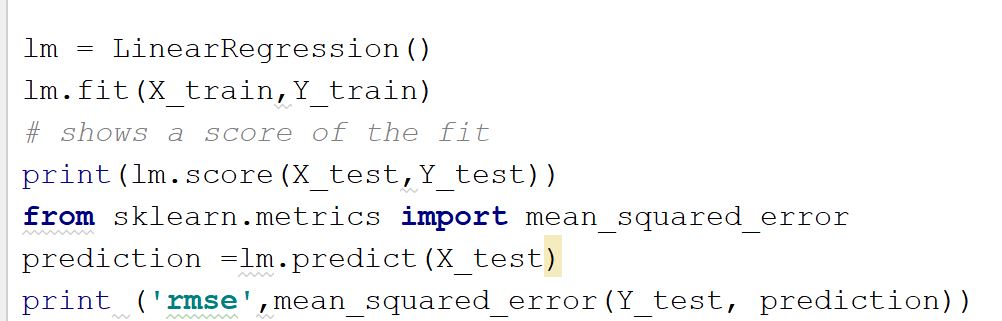 lm = LinearRegression()
lm.fit(X_train,Y_train)
# shows a score of the fit
print(lm.score(X_test,Y_test))
from sklearn.metrics import mean_squared_error
prediction =lm.predict(X_test)
print ('rmse',mean_squared_error(Y_test, prediction))